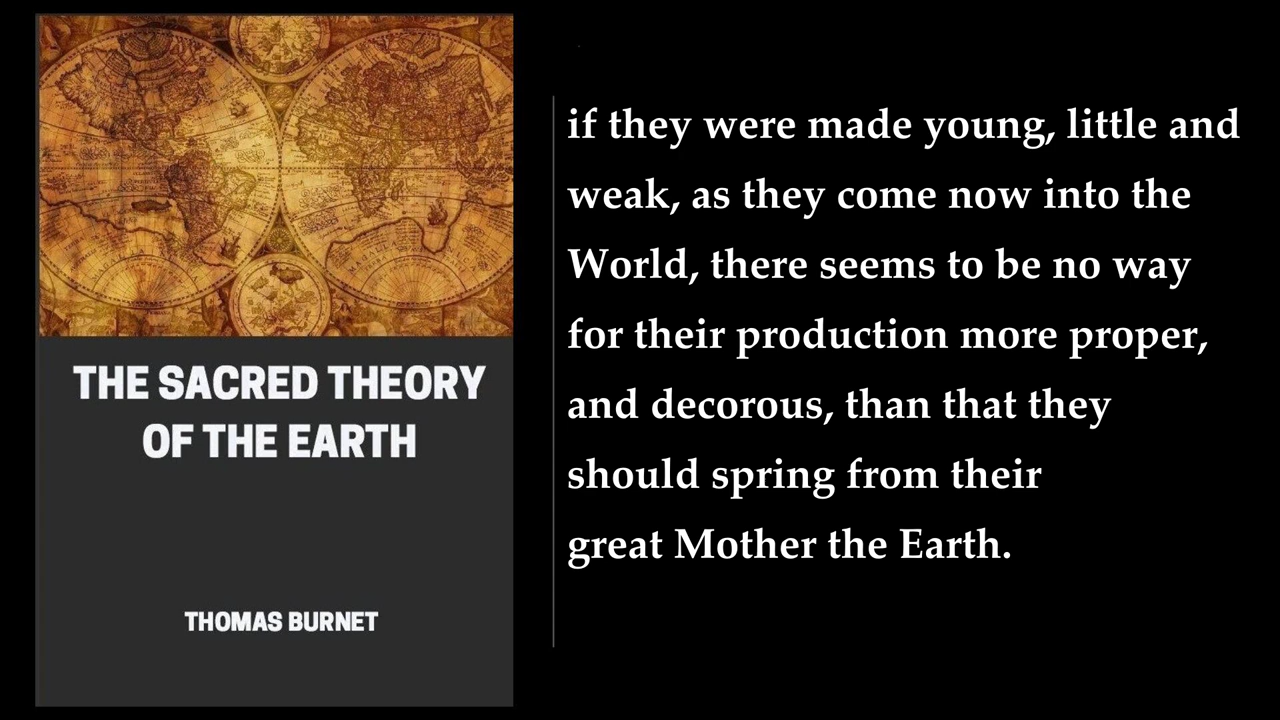 THE SACRED THEORY
OF THE EARTH
THOMAS BURNET
if they were made young, little and
weak, as they come now into the
World, there seems to be no way
for their production more proper,
and decorous, than that they
should spring from their
great Mother the Earth.